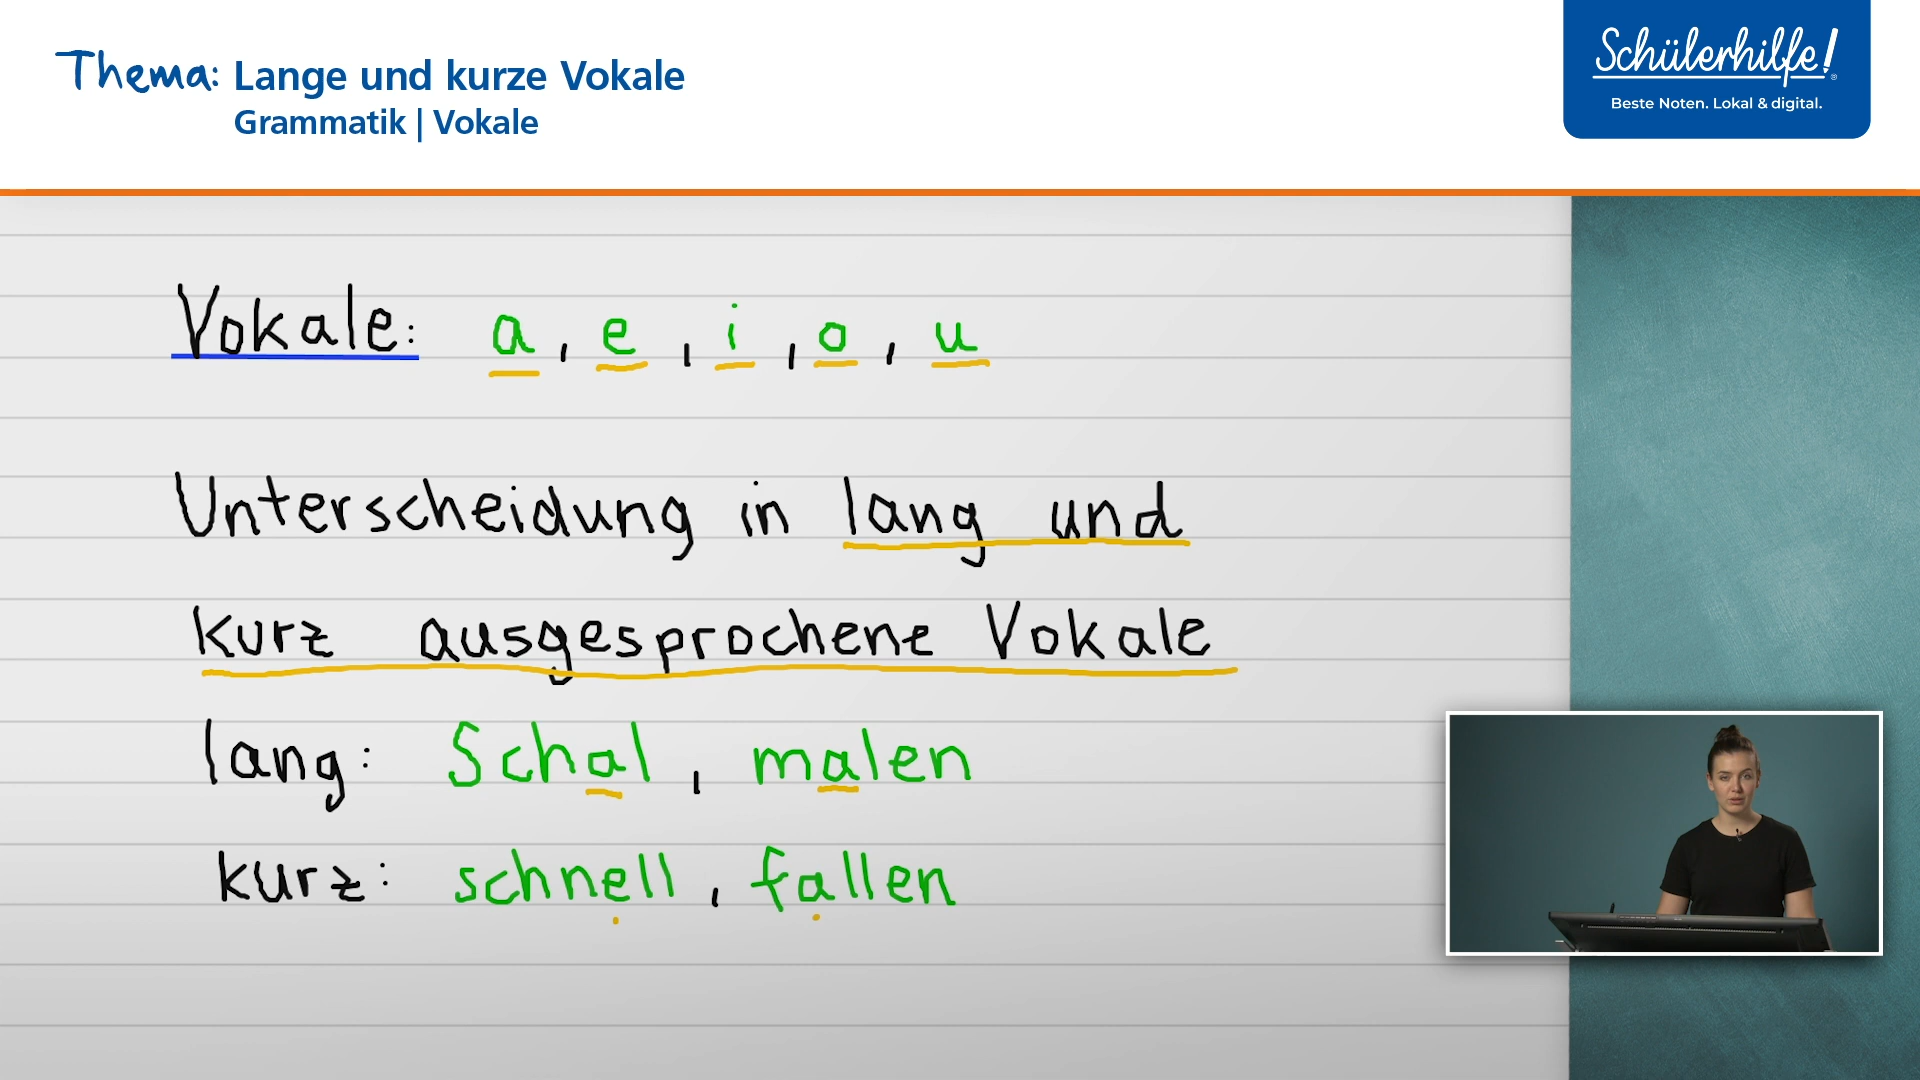 Thema: Lange und kurze Vokale
Grammatik | Vokale
Schülerhilfe!
®
Beste Noten. Lokal & digital.
Vokale: a, e, i, o, u
Unterscheidung in lang und
kurz ausgesprochene Vokale
lang: Schal, malen
kurz: schnell, fallen